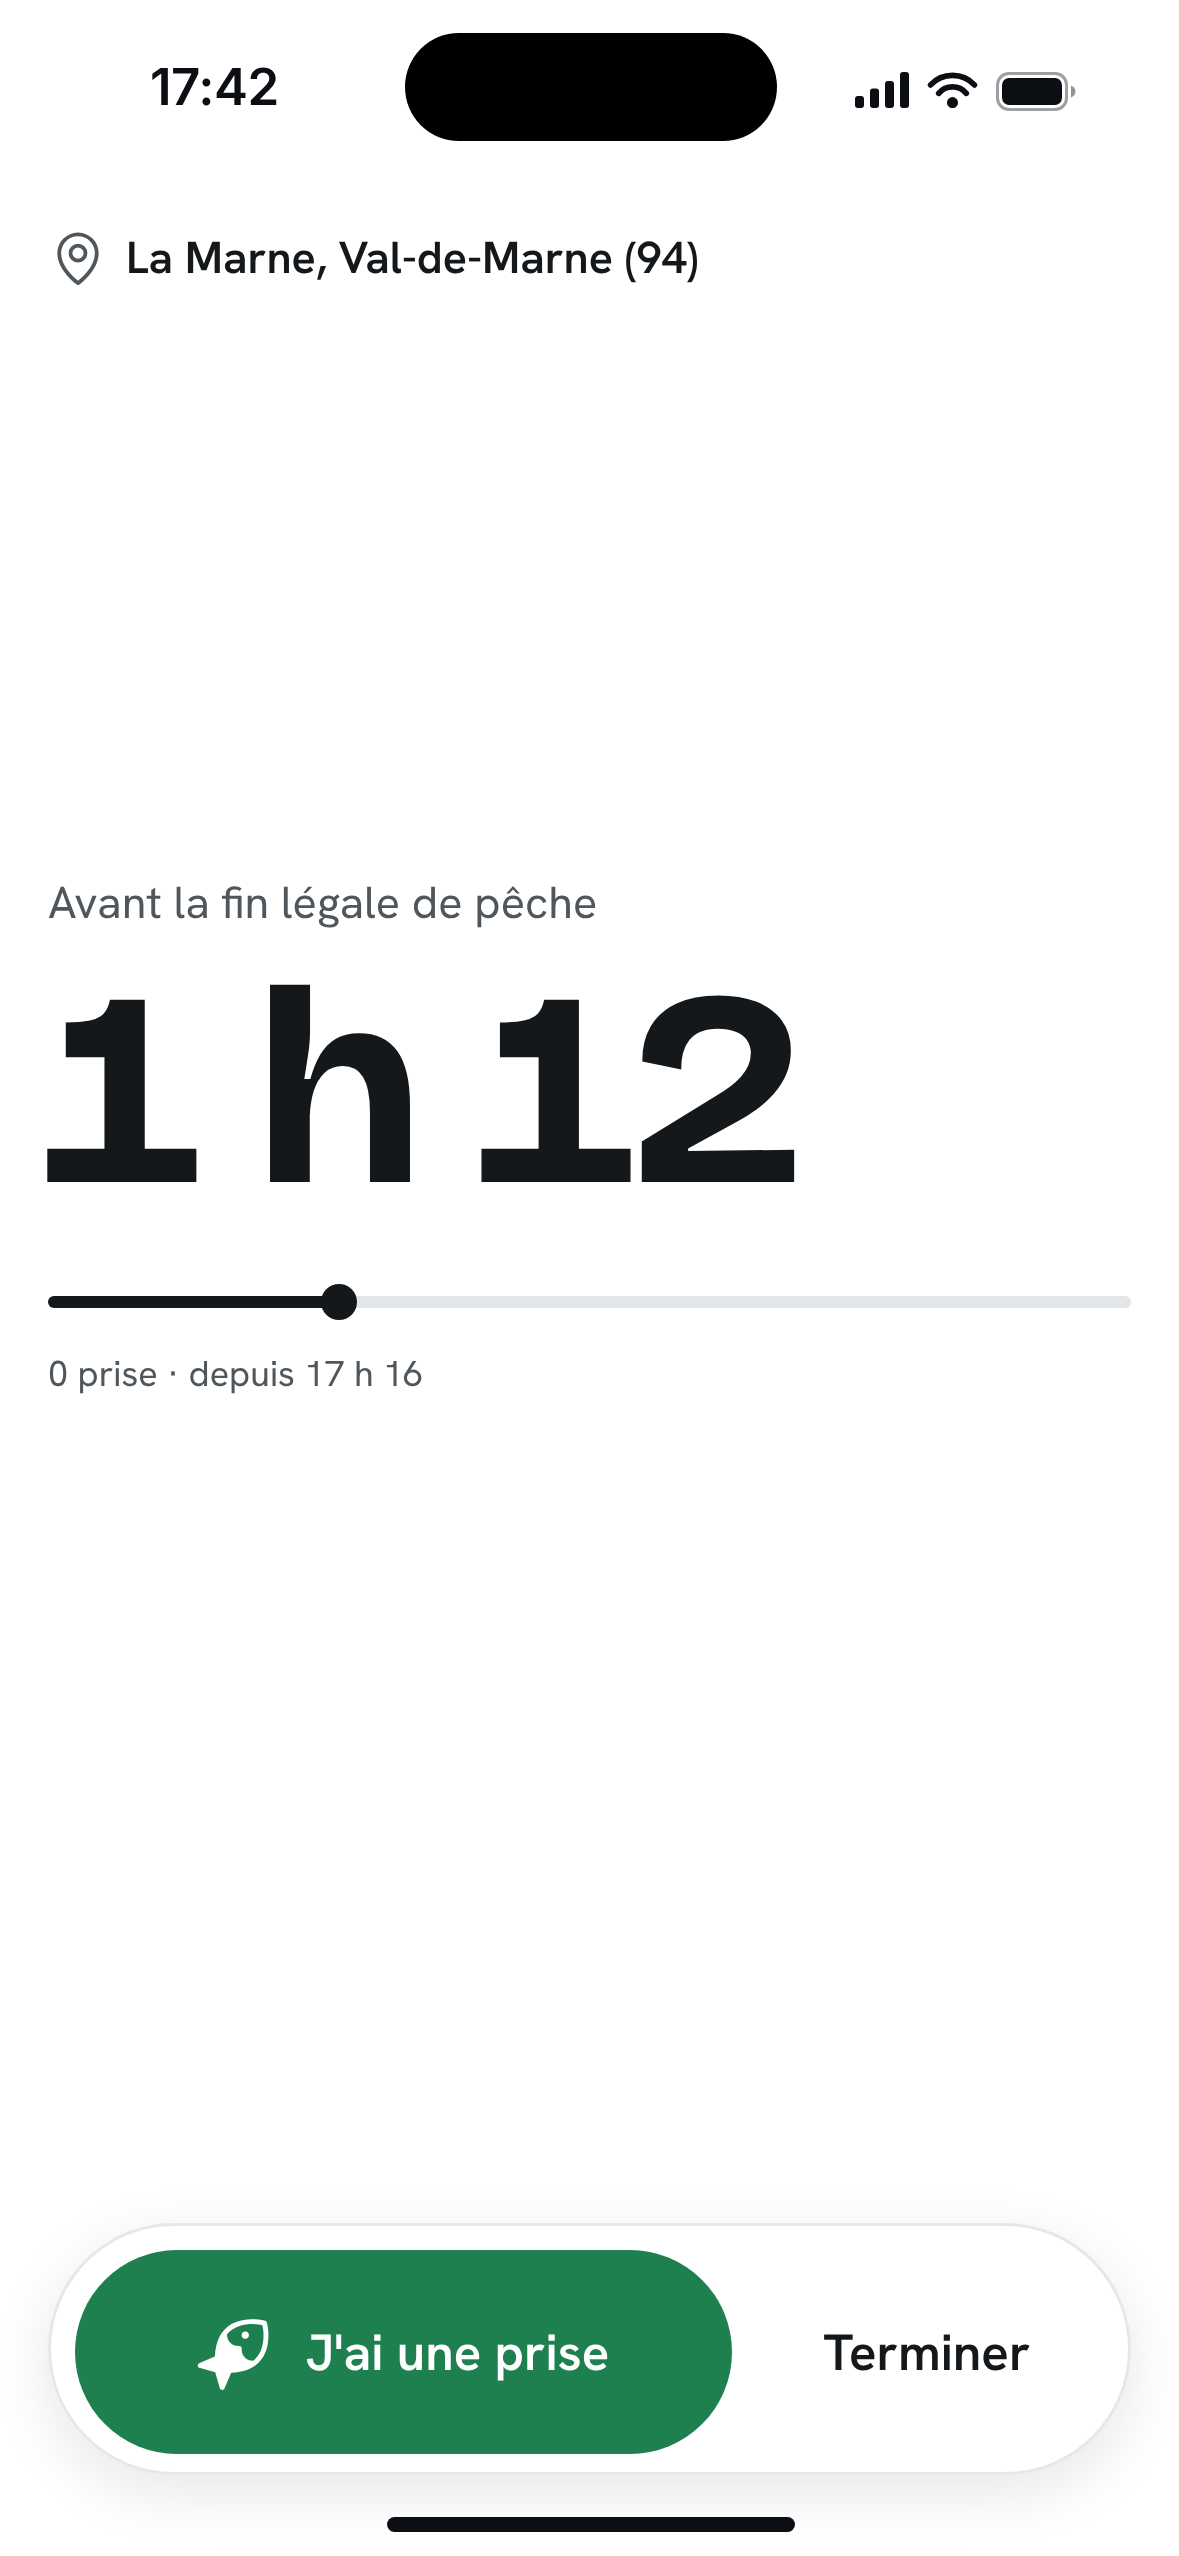 17:42
La Marne, Val-de-Marne (94)
Avant la fin légale de pêche
1 h 12
0 prise · depuis 17 h 16
J'ai une prise
Terminer